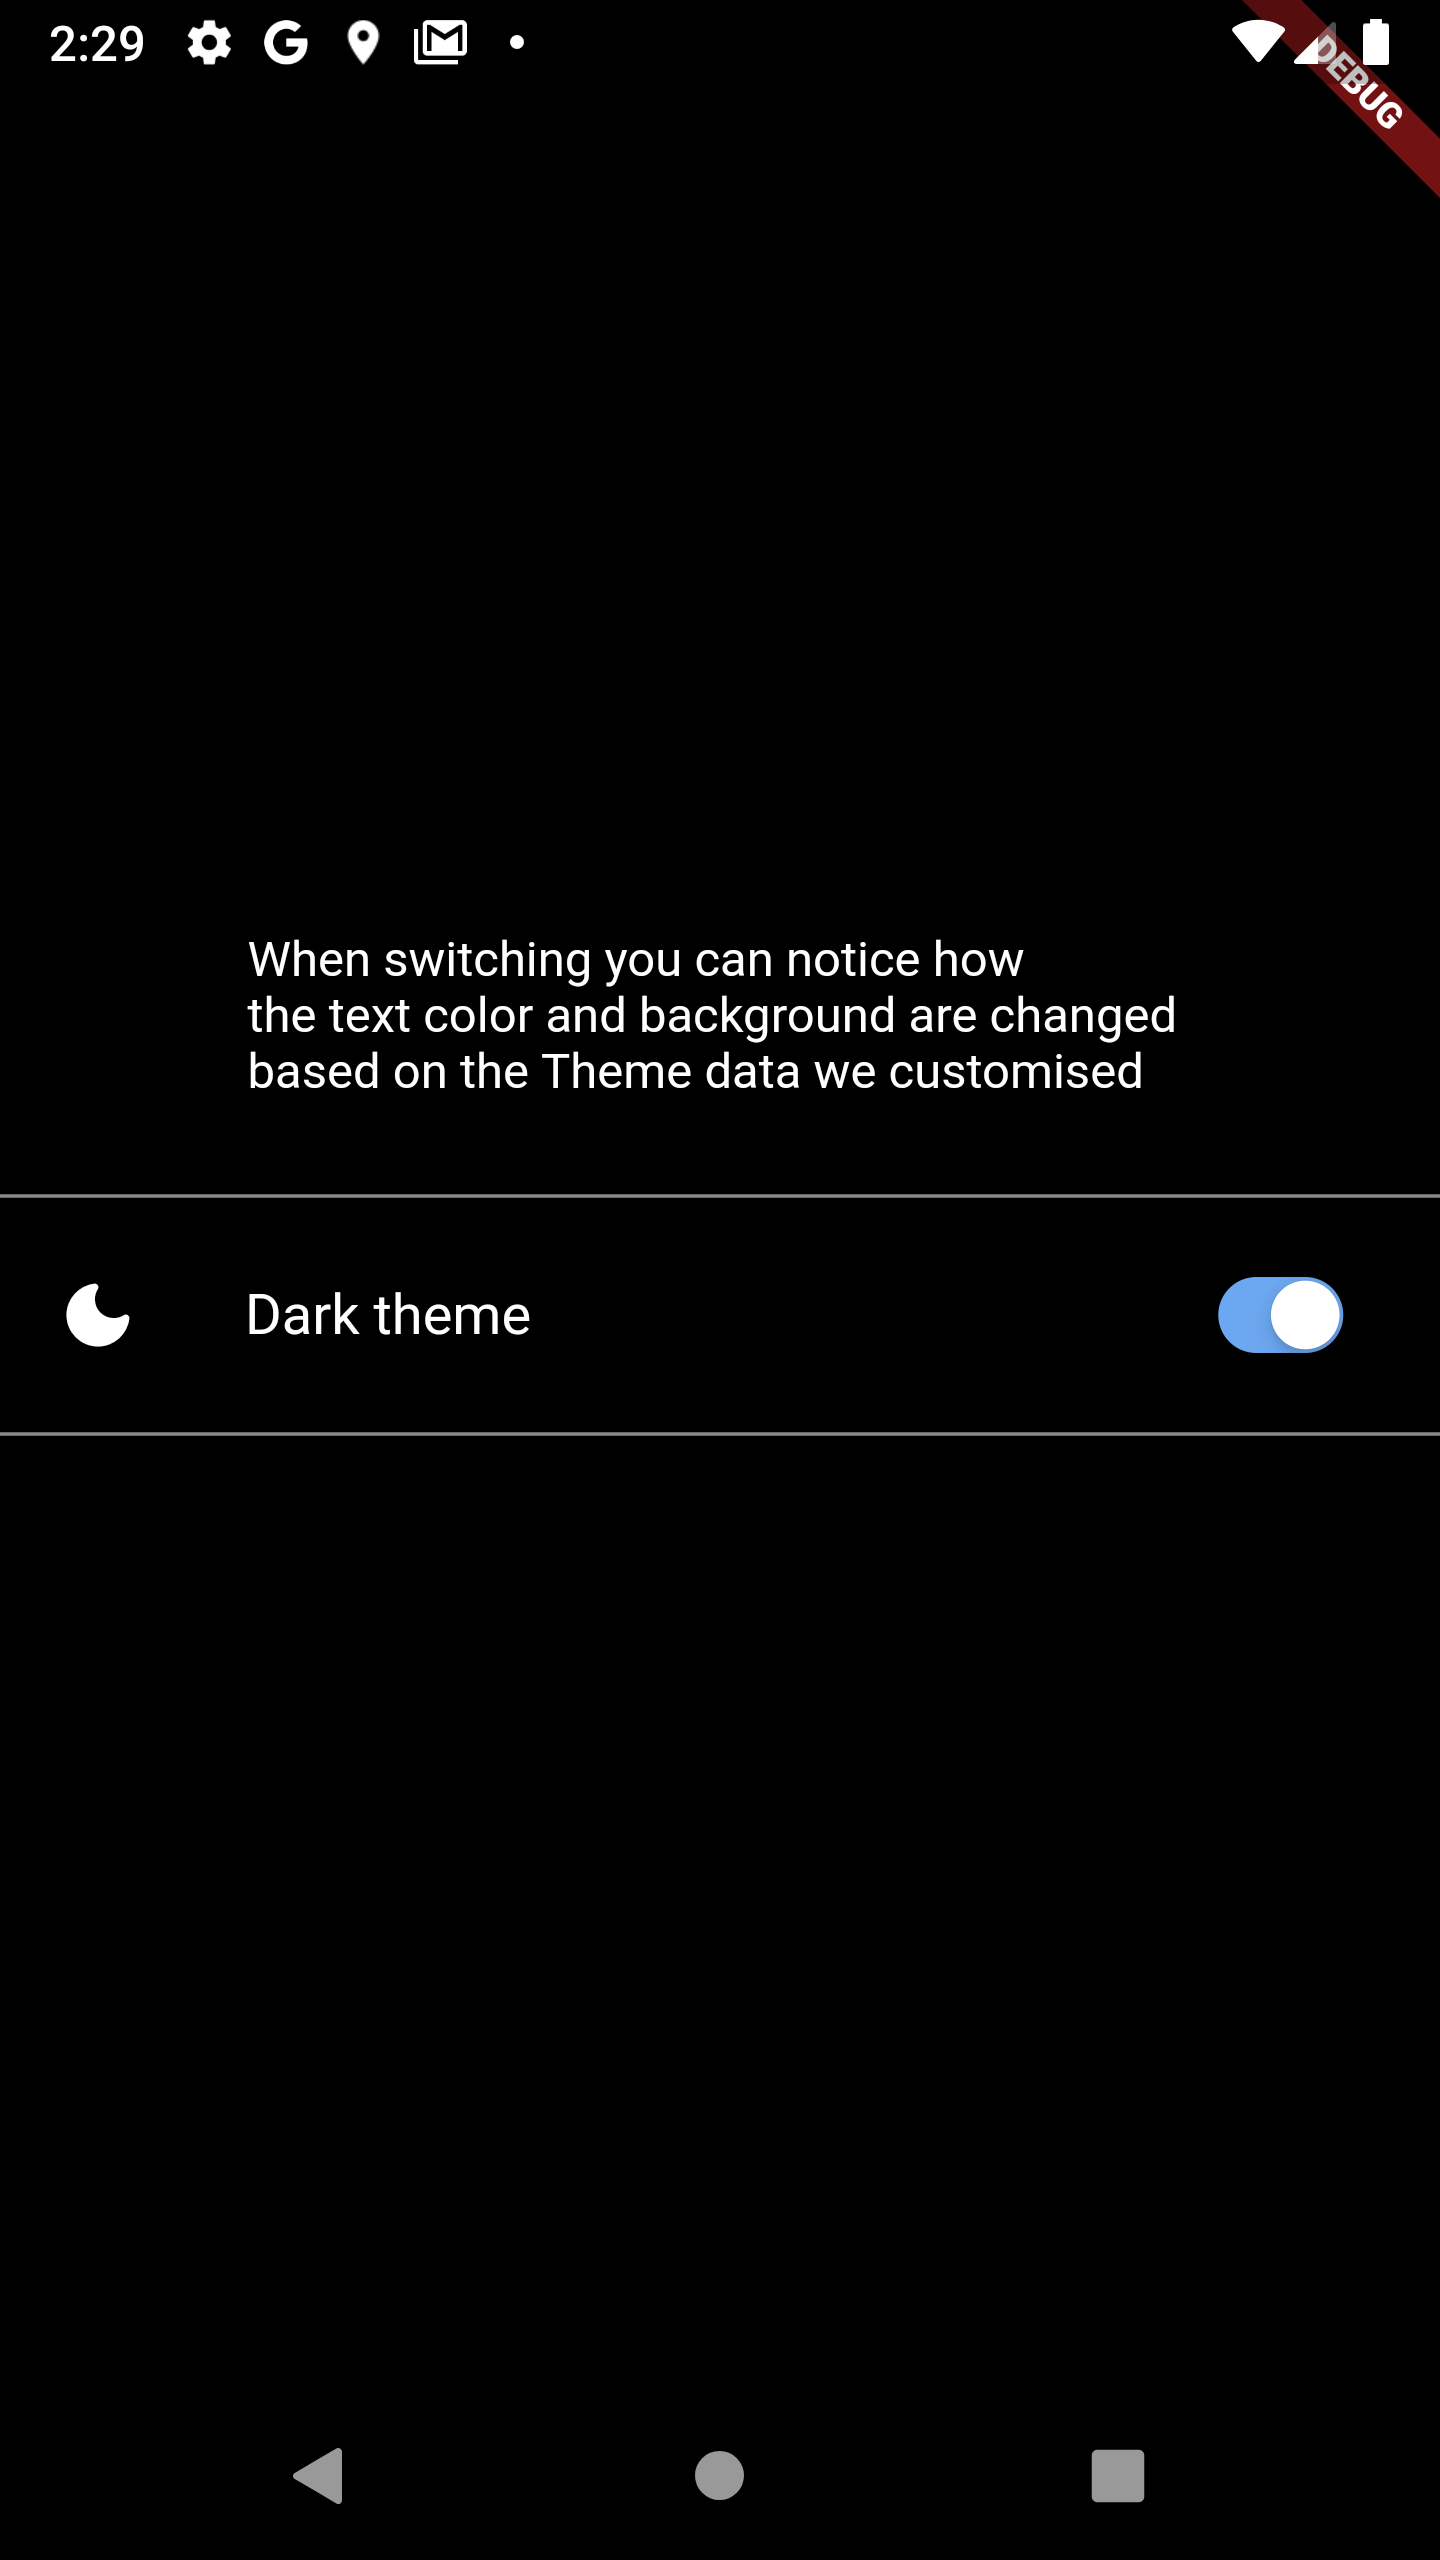 2:29
DEBUG
When switching you can notice how
the text color and background are changed
based on the Theme data we customised
Dark theme